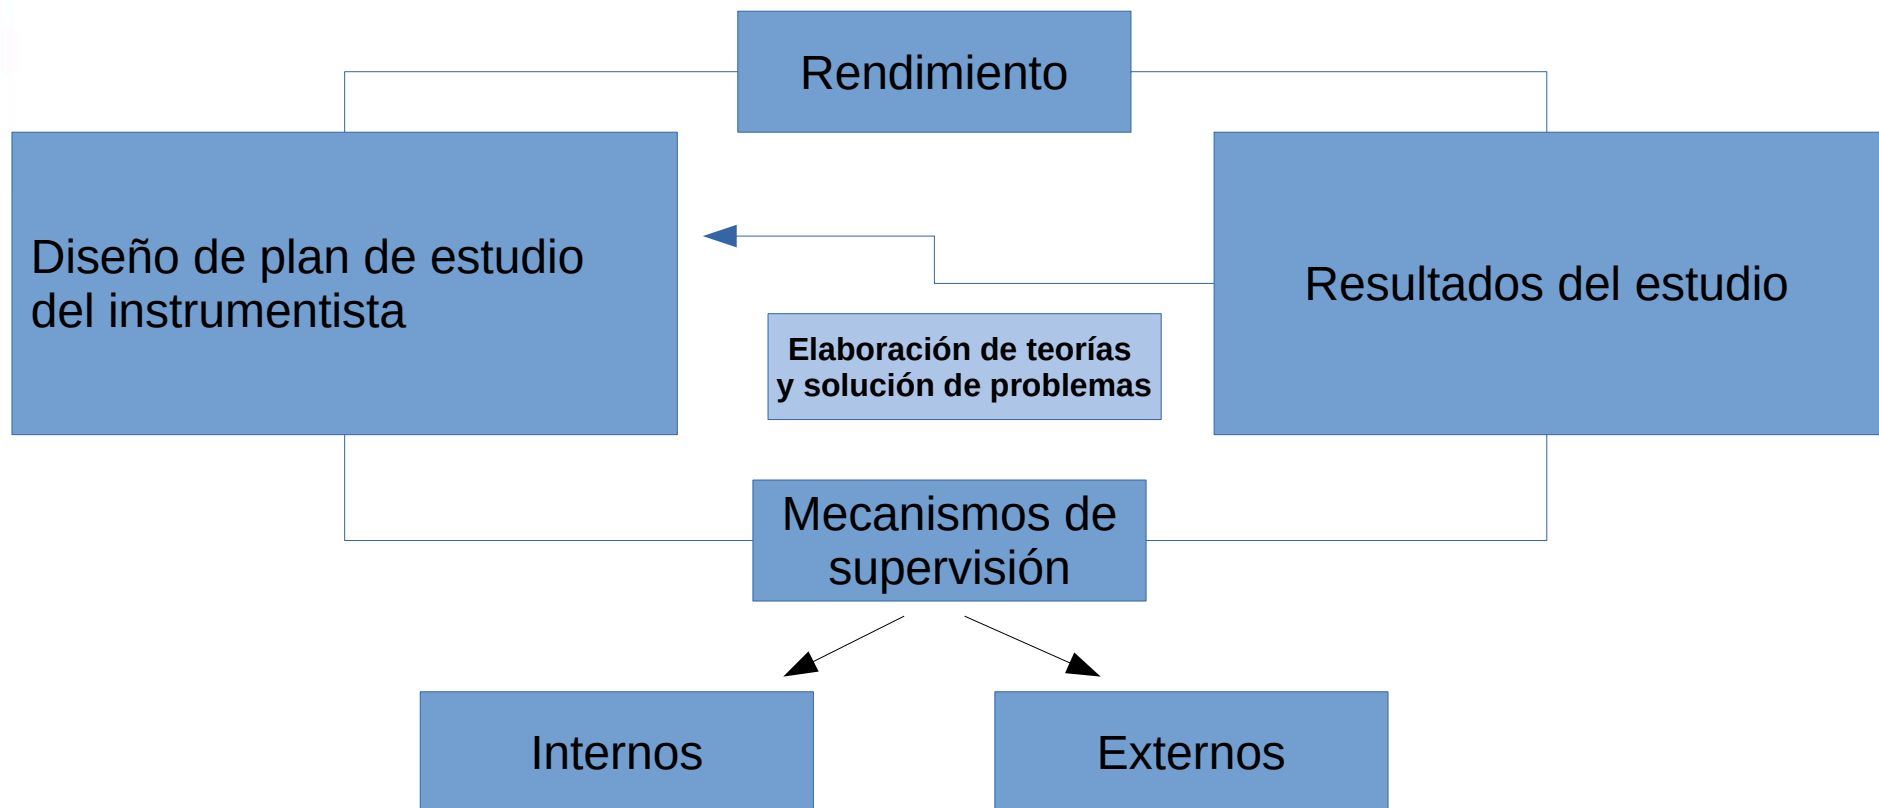 Rendimiento
Diseño de plan de estudio
del instrumentista
Resultados del estudio
Elaboración de teorías
y solución de problemas
Mecanismos de
supervisión
Internos
Externos